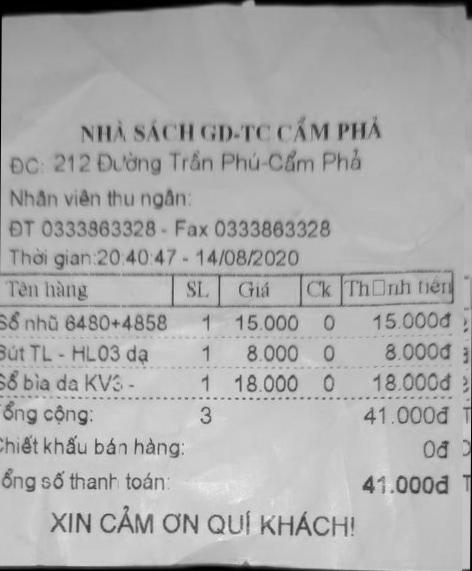 NHÀ SÁCH GD-TC CẨM PHẢ
ĐC: 212 Đường Trần Phú-Cẩm Phả
Nhân viên thu ngân:
ĐT 0333863328 - Fax 0333863328
Thời gian:20:40:47 - 14/08/2020
Tên hàng SL Giá Ck Th□nh tiền
Sổ nhũ 6480+4858 1 15.000 0 15.000đ
Bút TL - HL03 dạ 1 8.000 0 8.000đ
Sổ bìa da KV3 - 1 18.000 0 18.000đ
Tổng cộng: 3 41.000đ
Chiết khấu bán hàng: 0đ
Tổng số thanh toán: 41.000đ
XIN CẢM ƠN QUÍ KHÁCH!